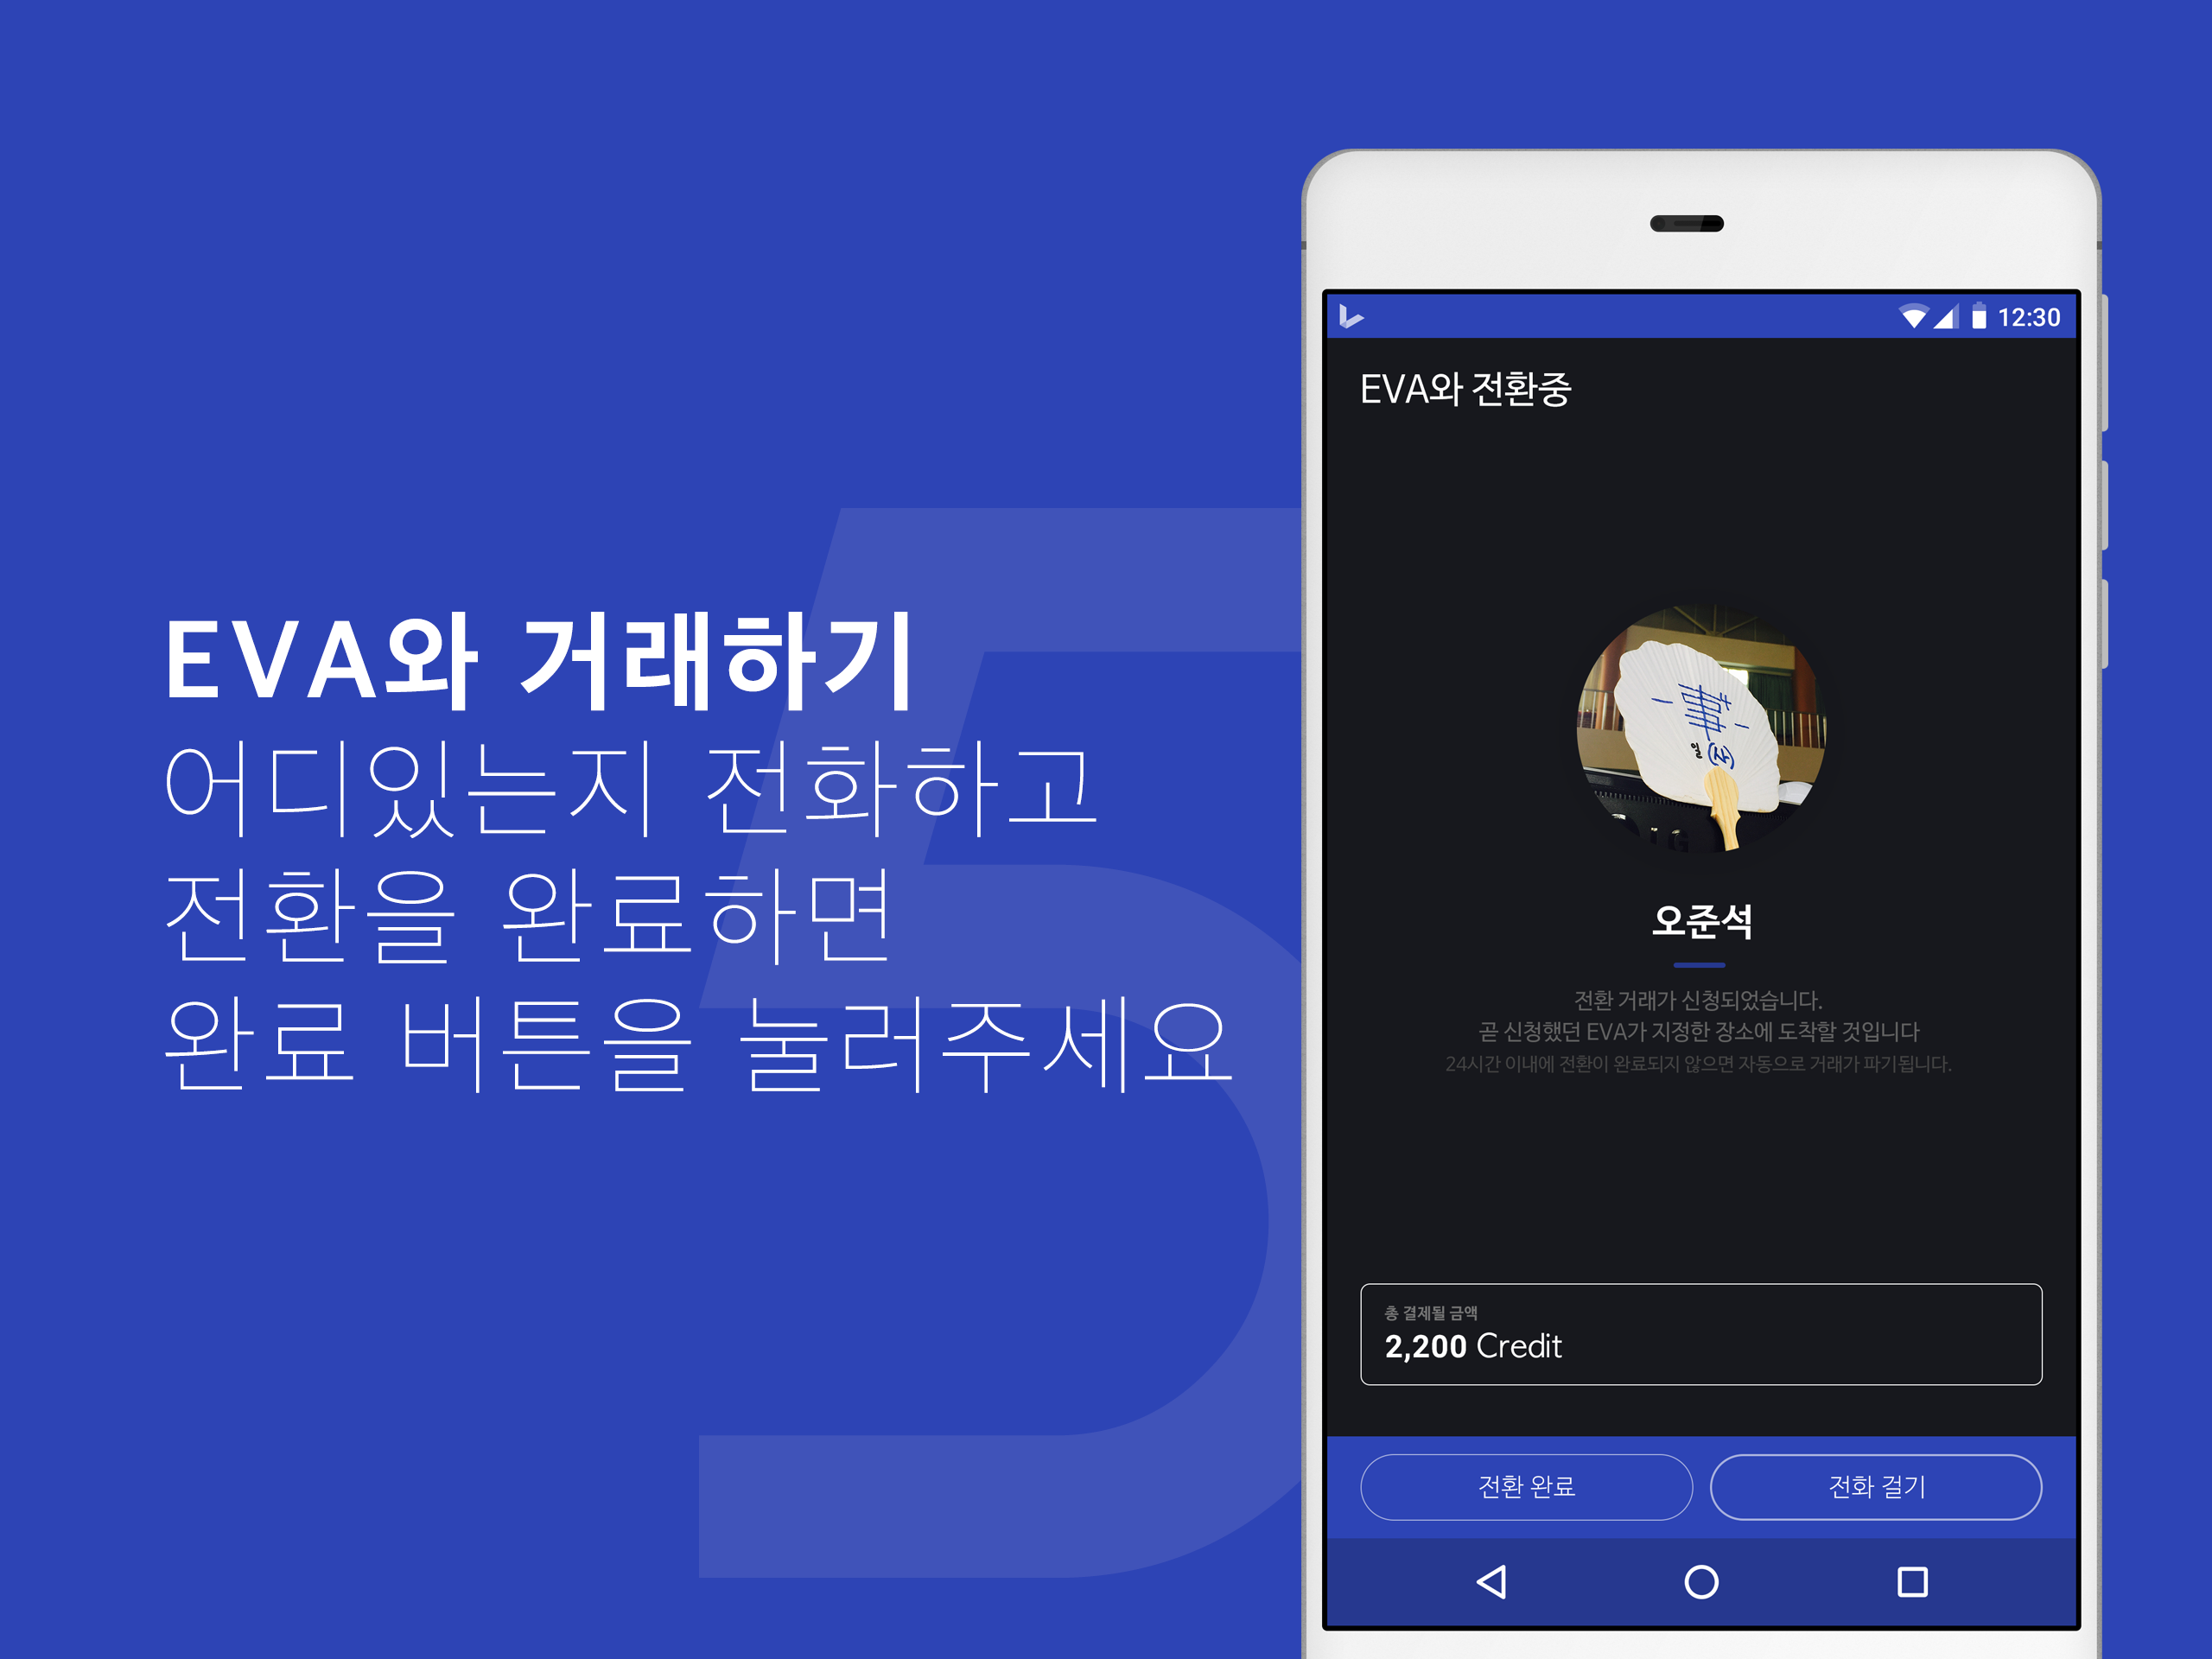 EVA와 거래하기
어디있는지 전화하고
전환을 완료하면
완료 버튼을 눌러주세요
5
12:30
EVA와 전환중
일
오준석
전환 거래가 신청되었습니다.
곧 신청했던 EVA가 지정한 장소에 도착할 것입니다
24시간 이내에 전환이 완료되지 않으면 자동으로 거래가 파기됩니다.
총 결제될 금액
2,200 Credit
전환 완료
전화 걸기